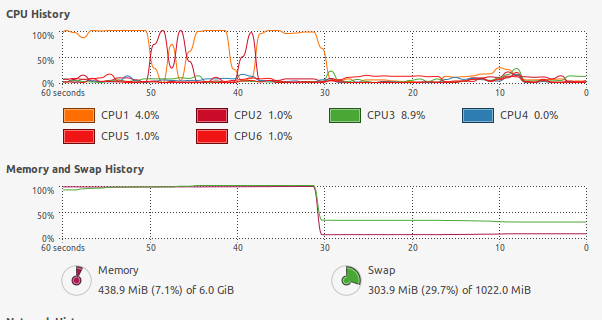 CPU History
100%
50%
0%
60 seconds 50 40 30 20 10 0
CPU1 4.0% CPU2 1.0% CPU3 8.9% CPU4 0.0%
CPU5 1.0% CPU6 1.0%
Memory and Swap History
100%
50%
0%
60 seconds 50 40 30 20 10 0
Memory Swap
438.9 MiB (7.1%) of 6.0 GiB 303.9 MiB (29.7%) of 1022.0 MiB